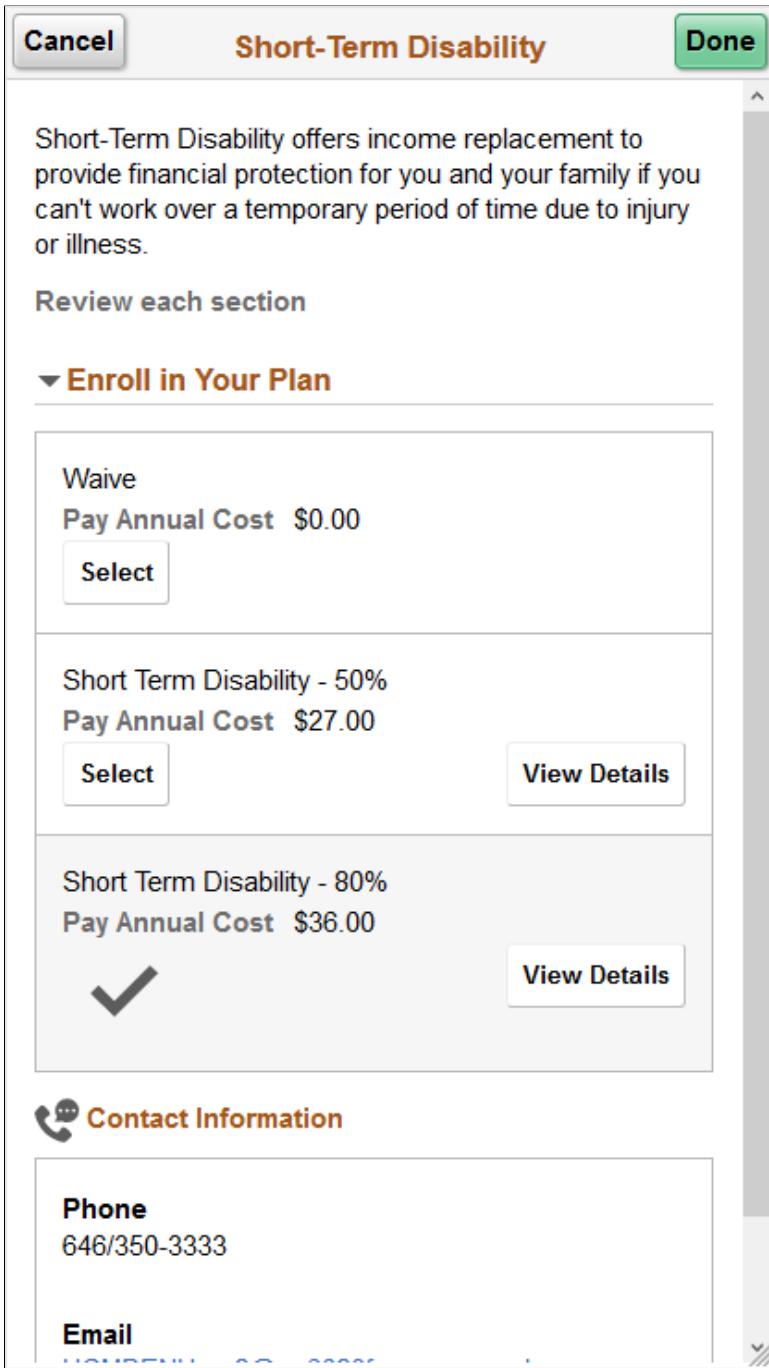 Cancel
Short-Term Disability
Done
Short-Term Disability offers income replacement to
provide financial protection for you and your family if you
can't work over a temporary period of time due to injury
or illness.
Review each section
Enroll in Your Plan
Waive
Pay Annual Cost $0.00
Select
Short Term Disability - 50%
Pay Annual Cost $27.00
Select
View Details
Short Term Disability - 80%
Pay Annual Cost $36.00
View Details
Contact Information
Phone
646/350-3333
Email